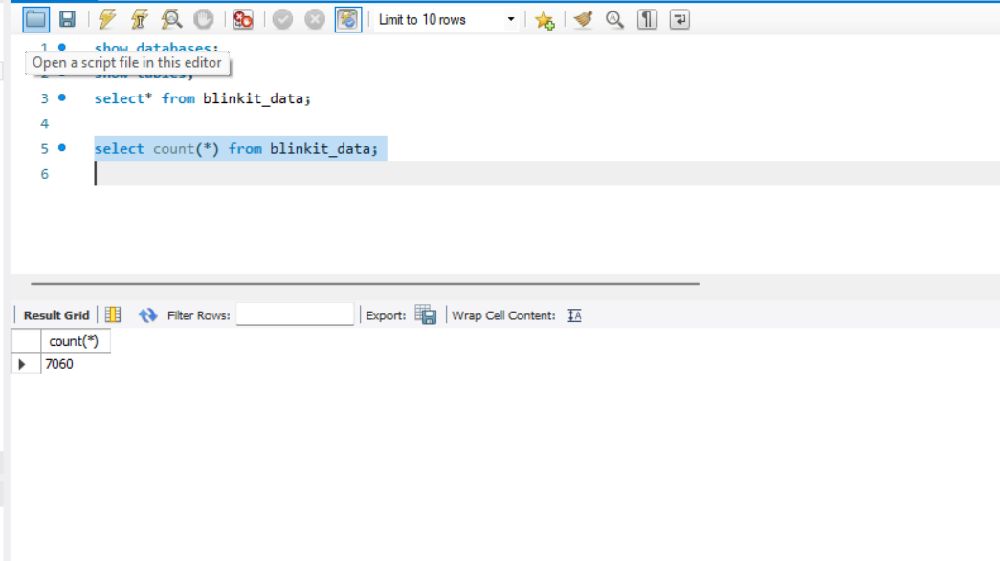 Limit to 10 rows
1 show databases;
Open a script file in this editor
2 show tables;
3 select* from blinkit_data;
4
5 select count(*) from blinkit_data;
6
Result Grid Filter Rows: Export: Wrap Cell Content:
count(*)
7060